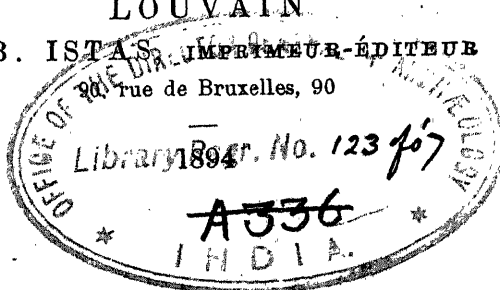 LOUVAIN
B. ISTAS, IMPRIMEUR-ÉDITEUR
90, rue de Bruxelles, 90
1894
OFFICE OF THE DIRECTOR ARCHÆOLOGY
Library Regr. No. 123
A336
INDIA.